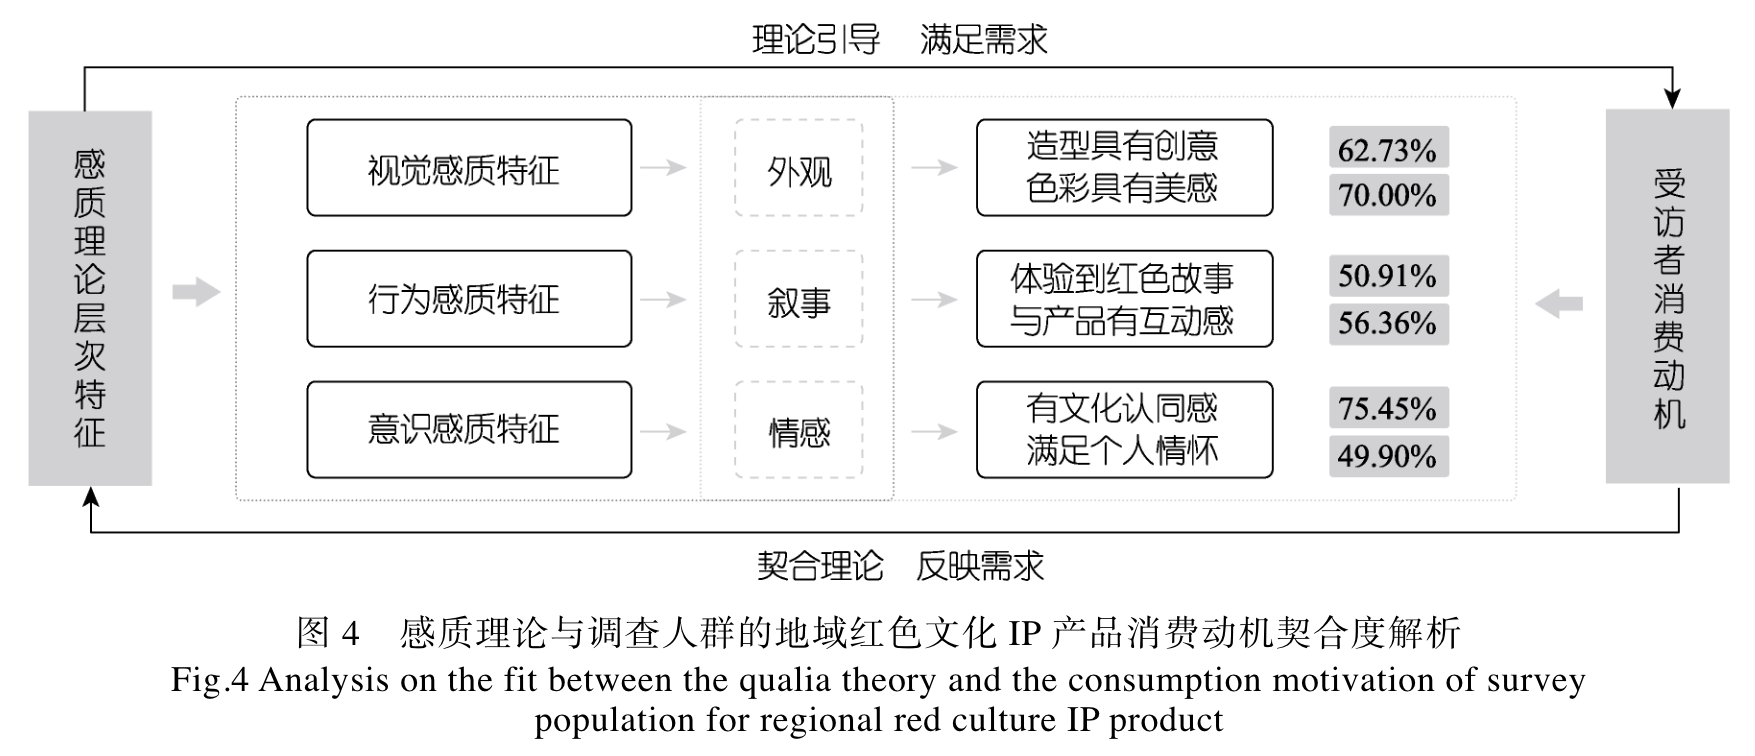 理论引导 满足需求
感质理论层次特征
视觉感质特征
外观
造型具有创意
色彩具有美感
62.73%
70.00%
行为感质特征
叙事
体验到红色故事
与产品有互动感
50.91%
56.36%
意识感质特征
情感
有文化认同感
满足个人情怀
75.45%
49.90%
受访者消费动机
契合理论 反映需求
图 4 感质理论与调查人群的地域红色文化 IP 产品消费动机契合度解析
Fig.4 Analysis on the fit between the qualia theory and the consumption motivation of survey
population for regional red culture IP product